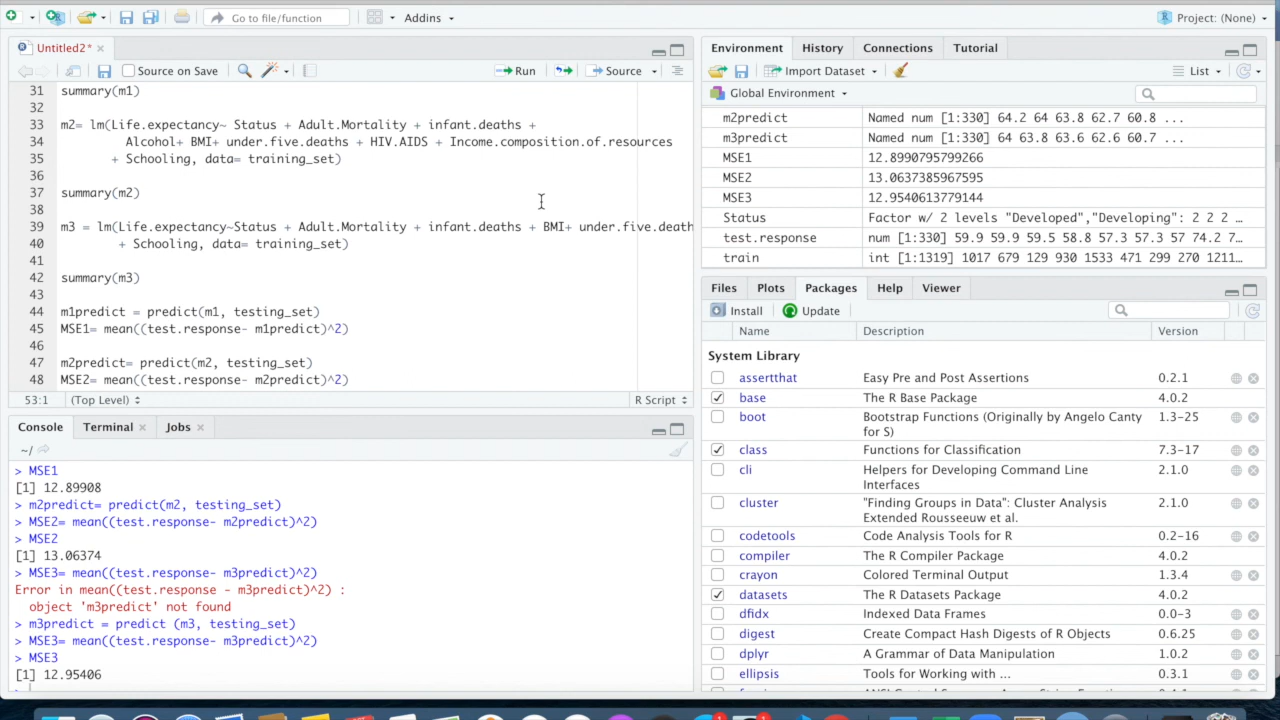 Go to file/function
Addins
Project: (None)
Untitled2*
Source on Save
Run
Source
31 summary(m1)
32
33 m2= lm(Life.expectancy~ Status + Adult.Mortality + infant.deaths +
34 Alcohol+ BMI+ under.five.deaths + HIV.AIDS + Income.composition.of.resources
35 + Schooling, data= training_set)
36
37 summary(m2)
38
39 m3 = lm(Life.expectancy~Status + Adult.Mortality + infant.deaths + BMI+ under.five.death
40 + Schooling, data= training_set)
41
42 summary(m3)
43
44 m1predict = predict(m1, testing_set)
45 MSE1= mean((test.response- m1predict)^2)
46
47 m2predict= predict(m2, testing_set)
48 MSE2= mean((test.response- m2predict)^2)
53:1 (Top Level) R Script
Console Terminal Jobs
~/
> MSE1
[1] 12.89908
> m2predict= predict(m2, testing_set)
> MSE2= mean((test.response- m2predict)^2)
> MSE2
[1] 13.06374
> MSE3= mean((test.response- m3predict)^2)
Error in mean((test.response - m3predict)^2) :
object 'm3predict' not found
> m3predict = predict (m3, testing_set)
> MSE3= mean((test.response- m3predict)^2)
> MSE3
[1] 12.95406
>
Environment History Connections Tutorial
Import Dataset List
Global Environment
m2predict Named num [1:330] 64.2 64 63.8 62.7 60.8 ...
m3predict Named num [1:330] 64 63.8 63.6 62.6 60.7 ...
MSE1 12.8990795799266
MSE2 13.0637385967595
MSE3 12.9540613779144
Status Factor w/ 2 levels "Developed","Developing": 2 2 2 ...
test.response num [1:330] 59.9 59.9 59.5 58.8 57.3 57.3 57 74.2 7...
train int [1:1319] 1017 679 129 930 1533 471 299 270 1211...
Files Plots Packages Help Viewer
Install Update
Name Description Version
System Library
assertthat Easy Pre and Post Assertions 0.2.1
base The R Base Package 4.0.2
boot Bootstrap Functions (Originally by Angelo Canty 1.3-25
for S)
class Functions for Classification 7.3-17
cli Helpers for Developing Command Line 2.1.0
Interfaces
cluster "Finding Groups in Data": Cluster Analysis 2.1.0
Extended Rousseeuw et al.
codetools Code Analysis Tools for R 0.2-16
compiler The R Compiler Package 4.0.2
crayon Colored Terminal Output 1.3.4
datasets The R Datasets Package 4.0.2
dfidx Indexed Data Frames 0.0-3
digest Create Compact Hash Digests of R Objects 0.6.25
dplyr A Grammar of Data Manipulation 1.0.2
ellipsis Tools for Working with ... 0.3.1